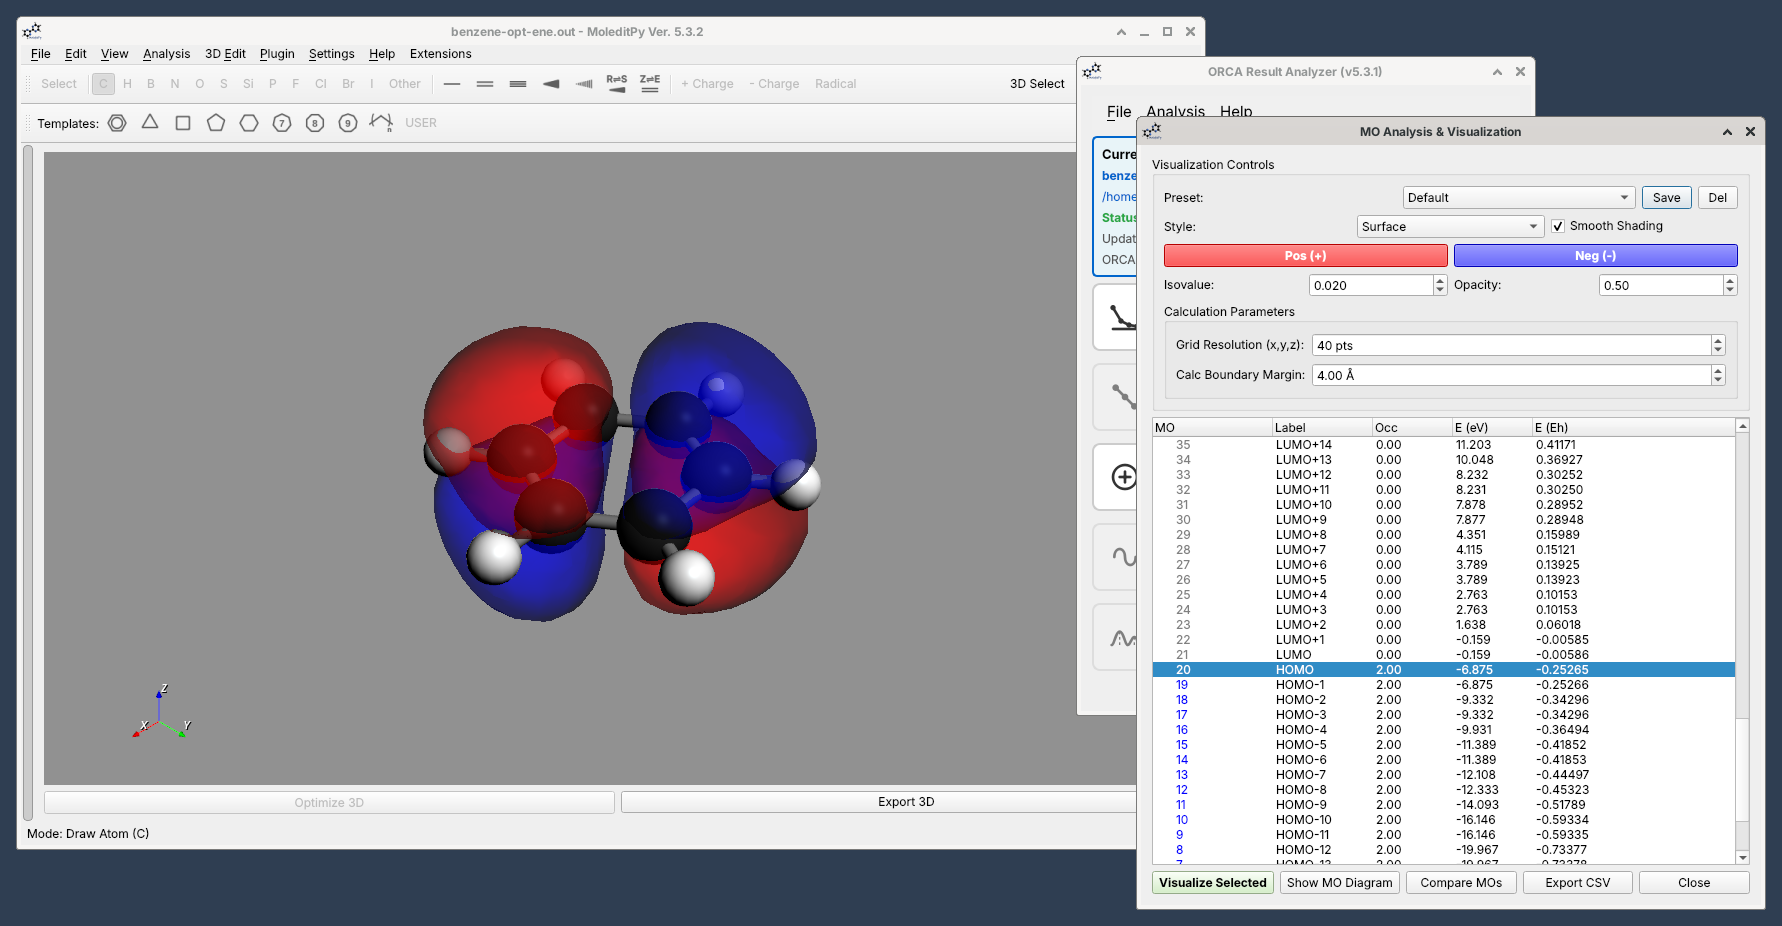 benzene-opt-ene.out - MoleditPy Ver. 5.3.2
File Edit View Analysis 3D Edit Plugin Settings Help Extensions
Select C H B N O S Si P F Cl Br I Other R⇌S Z⇌E + Charge - Charge Radical 3D Select
Templates: 7 8 9 n USER
Z
X Y
Optimize 3D Export 3D
Mode: Draw Atom (C)
ORCA Result Analyzer (v5.3.1)
File Analysis Help
Curre
benze
/home
Status
Updat
ORCA
MO Analysis & Visualization
Visualization Controls
Preset: Default Save Del
Style: Surface Smooth Shading
Pos (+) Neg (-)
Isovalue: 0.020 Opacity: 0.50
Calculation Parameters
Grid Resolution (x,y,z): 40 pts
Calc Boundary Margin: 4.00 Å
MO Label Occ E (eV) E (Eh)
35 LUMO+14 0.00 11.203 0.41171
34 LUMO+13 0.00 10.048 0.36927
33 LUMO+12 0.00 8.232 0.30252
32 LUMO+11 0.00 8.231 0.30250
31 LUMO+10 0.00 7.878 0.28952
30 LUMO+9 0.00 7.877 0.28948
29 LUMO+8 0.00 4.351 0.15989
28 LUMO+7 0.00 4.115 0.15121
27 LUMO+6 0.00 3.789 0.13925
26 LUMO+5 0.00 3.789 0.13923
25 LUMO+4 0.00 2.763 0.10153
24 LUMO+3 0.00 2.763 0.10153
23 LUMO+2 0.00 1.638 0.06018
22 LUMO+1 0.00 -0.159 -0.00585
21 LUMO 0.00 -0.159 -0.00586
20 HOMO 2.00 -6.875 -0.25265
19 HOMO-1 2.00 -6.875 -0.25266
18 HOMO-2 2.00 -9.332 -0.34296
17 HOMO-3 2.00 -9.332 -0.34296
16 HOMO-4 2.00 -9.931 -0.36494
15 HOMO-5 2.00 -11.389 -0.41852
14 HOMO-6 2.00 -11.389 -0.41853
13 HOMO-7 2.00 -12.108 -0.44497
12 HOMO-8 2.00 -12.333 -0.45323
11 HOMO-9 2.00 -14.093 -0.51789
10 HOMO-10 2.00 -16.146 -0.59334
9 HOMO-11 2.00 -16.146 -0.59335
8 HOMO-12 2.00 -19.967 -0.73377
7 HOMO-13 2.00 -19.967 -0.73378
Visualize Selected Show MO Diagram Compare MOs Export CSV Close